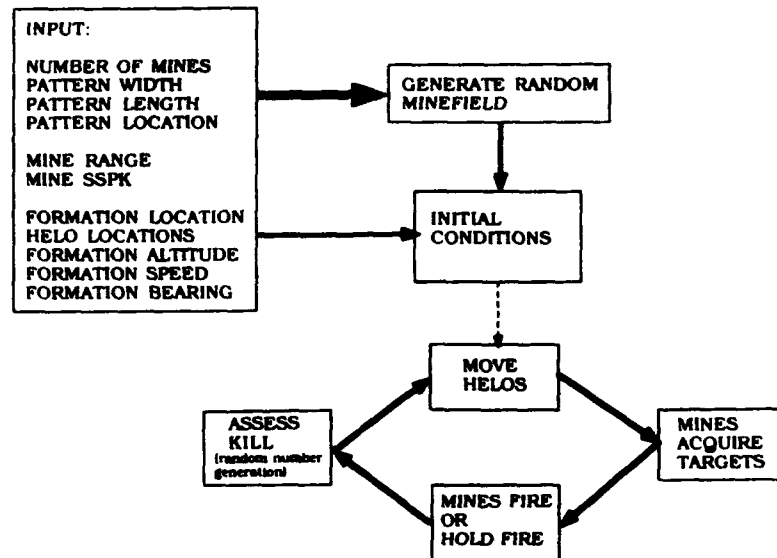 INPUT:
NUMBER OF MINES
PATTERN WIDTH
PATTERN LENGTH
PATTERN LOCATION
MINE RANGE
MINE SSPK
FORMATION LOCATION
HELO LOCATIONS
FORMATION ALTITUDE
FORMATION SPEED
FORMATION BEARING
GENERATE RANDOM
MINEFIELD
INITIAL
CONDITIONS
MOVE
HELOS
MINES
ACQUIRE
TARGETS
MINES FIRE
OR
HOLD FIRE
ASSESS
KILL
(random number
generation)